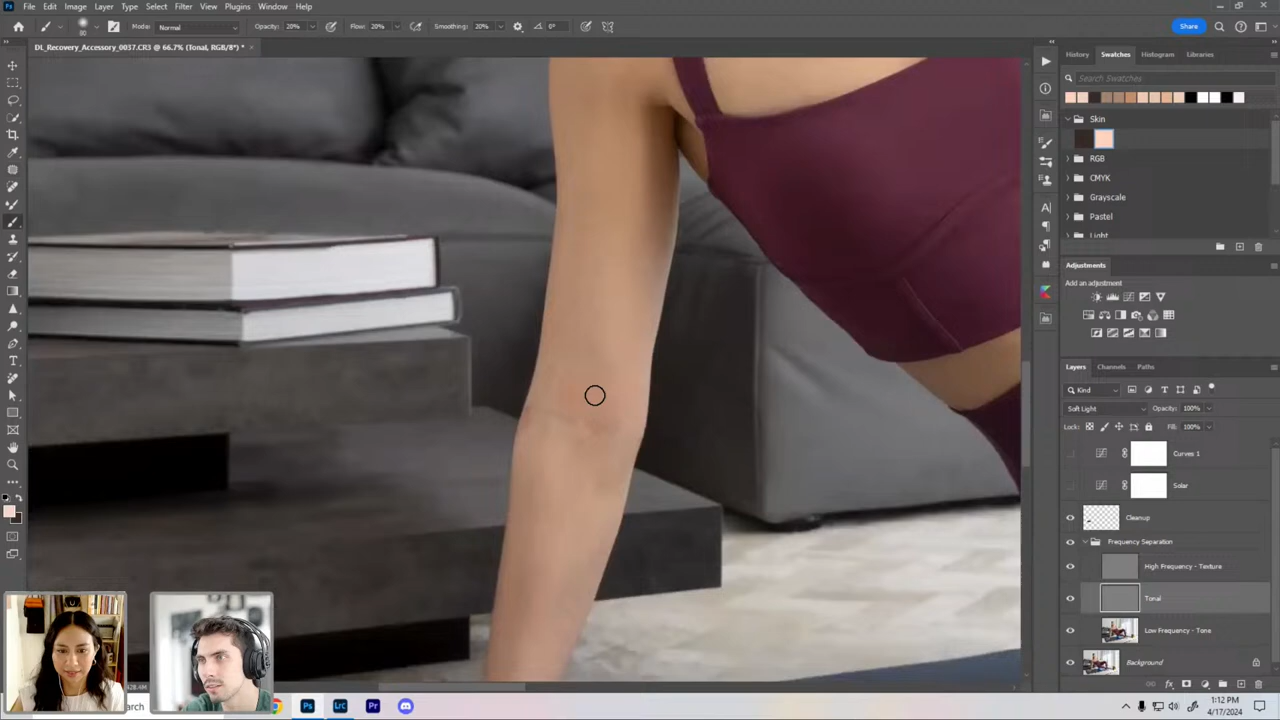 File Edit Image Layer Type Select Filter View Plugins Window Help
Mode: Normal Opacity: 20% Flow: 20% Smoothing: 20% 0° Share
DL_Recovery_Accessory_0037.CR3 @ 66.7% (Tonal, RGB/8*) *
History Swatches Histogram Libraries
Search Swatches
Skin
RGB
CMYK
Grayscale
Pastel
Light
Adjustments
Add an adjustment
Layers Channels Paths
Kind
Soft Light Opacity: 100%
Lock: Fill: 100%
Curves 1
Solar
Cleanup
Frequency Separation
High Frequency - Texture
Tonal
Low Frequency - Tone
Background
1:12 PM
4/17/2024